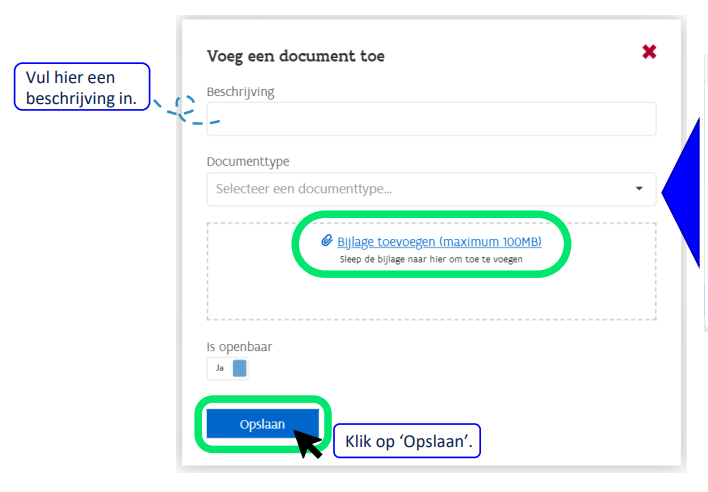 Voeg een document toe
Vul hier een
beschrijving in.
Beschrijving
Documenttype
Selecteer een documenttype...
Bijlage toevoegen (maximum 100MB)
Sleep de bijlage naar hier om toe te voegen
Is openbaar
Ja
Opslaan
Klik op ‘Opslaan’.